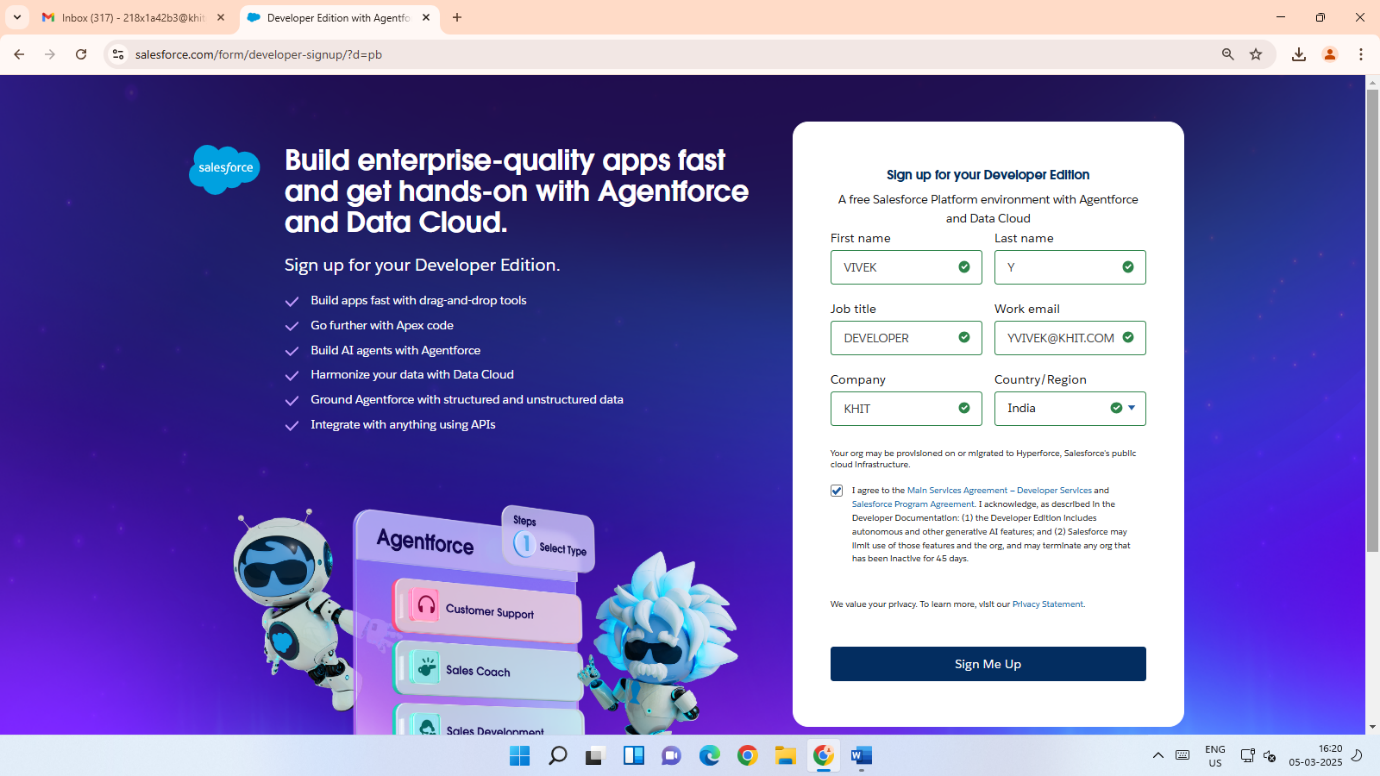 Inbox (317) - 218x1a42b3@khit
Developer Edition with Agentfo
salesforce.com/form/developer-signup/?d=pb
salesforce
Build enterprise-quality apps fast
and get hands-on with Agentforce
and Data Cloud.
Sign up for your Developer Edition.
Build apps fast with drag-and-drop tools
Go further with Apex code
Build AI agents with Agentforce
Harmonize your data with Data Cloud
Ground Agentforce with structured and unstructured data
Integrate with anything using APIs
Agentforce
Steps
1 Select Type
Customer Support
Sales Coach
Sales Development
Sign up for your Developer Edition
A free Salesforce Platform environment with Agentforce
and Data Cloud
First name Last name
VIVEK Y
Job title Work email
DEVELOPER YVIVEK@KHIT.COM
Company Country/Region
KHIT India
Your org may be provisioned on or migrated to Hyperforce, Salesforce's public
cloud infrastructure.
I agree to the Main Services Agreement – Developer Services and
Salesforce Program Agreement. I acknowledge, as described in the
Developer Documentation: (1) the Developer Edition includes
autonomous and other generative AI features; and (2) Salesforce may
limit use of those features and the org, and may terminate any org that
has been inactive for 45 days.
We value your privacy. To learn more, visit our Privacy Statement.
Sign Me Up
ENG
US
16:20
05-03-2025